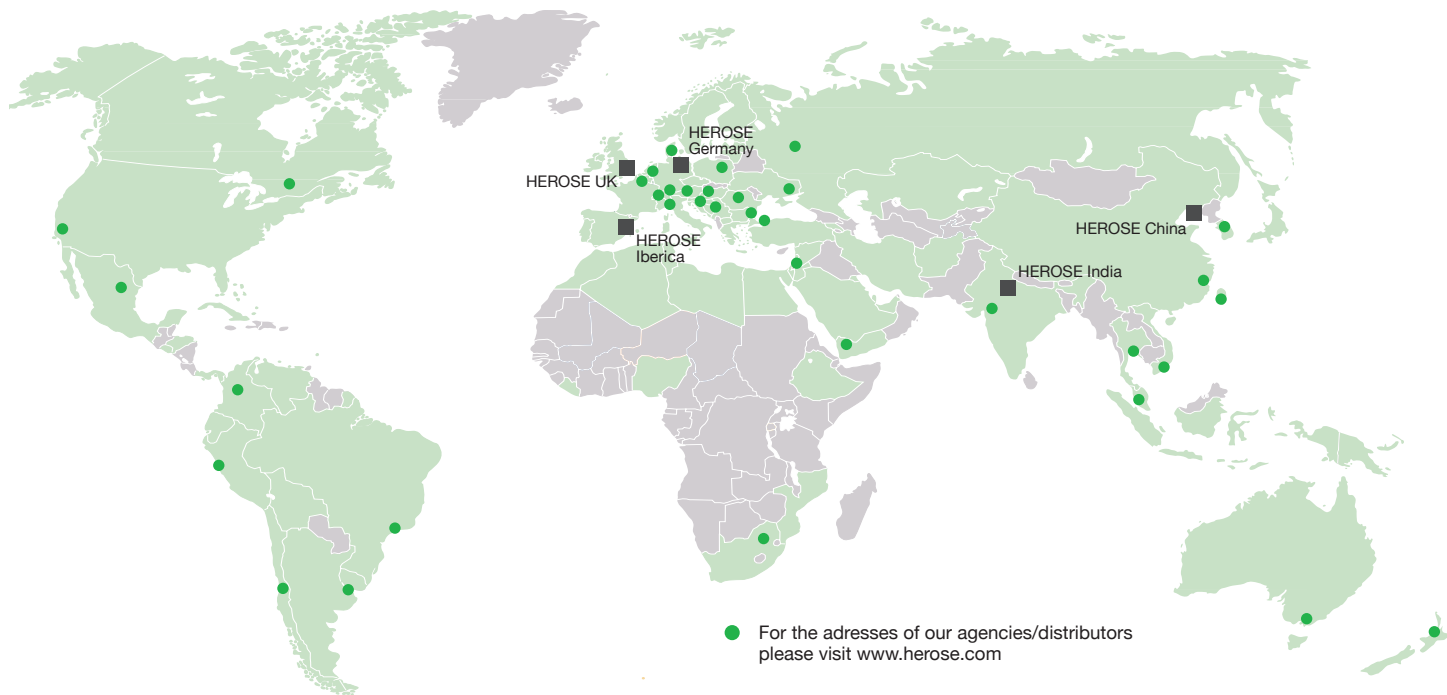 HEROSE
Germany
HEROSE UK
HEROSE
Iberica
HEROSE China
HEROSE India
For the adresses of our agencies/distributors
please visit www.herose.com